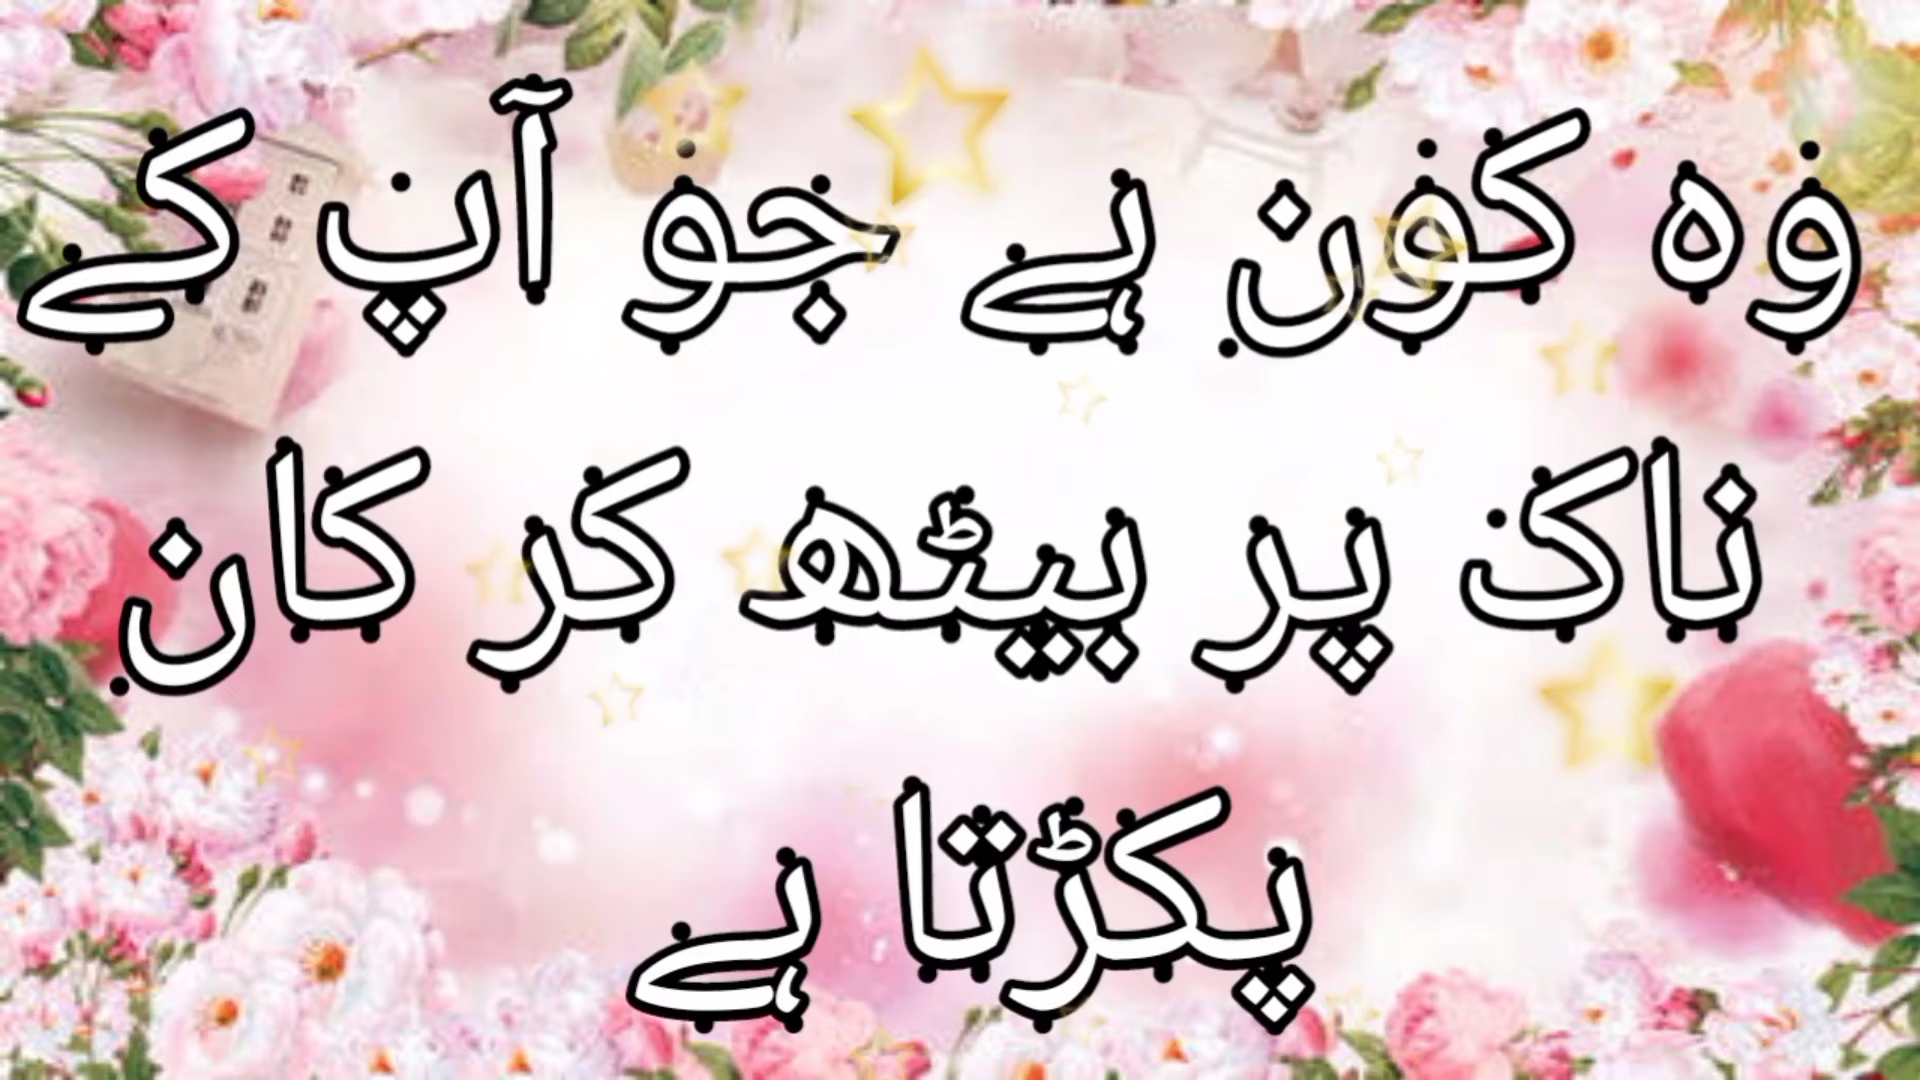 وہ کون ہے جو آپ کے
ناک پر بیٹھ کر کان
پکڑتا ہے